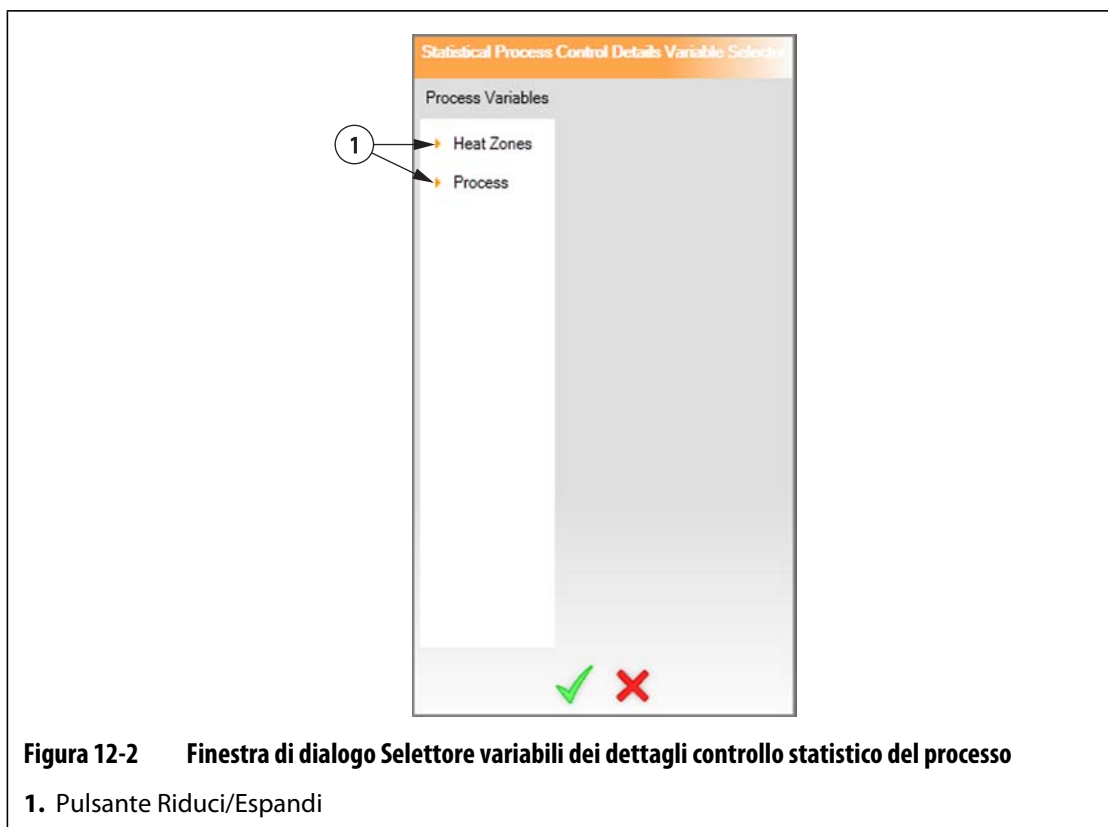 Statistical Process Control Details Variable Selector
Process Variables
1
Heat Zones
Process
Figura 12-2 Finestra di dialogo Selettore variabili dei dettagli controllo statistico del processo
1. Pulsante Riduci/Espandi